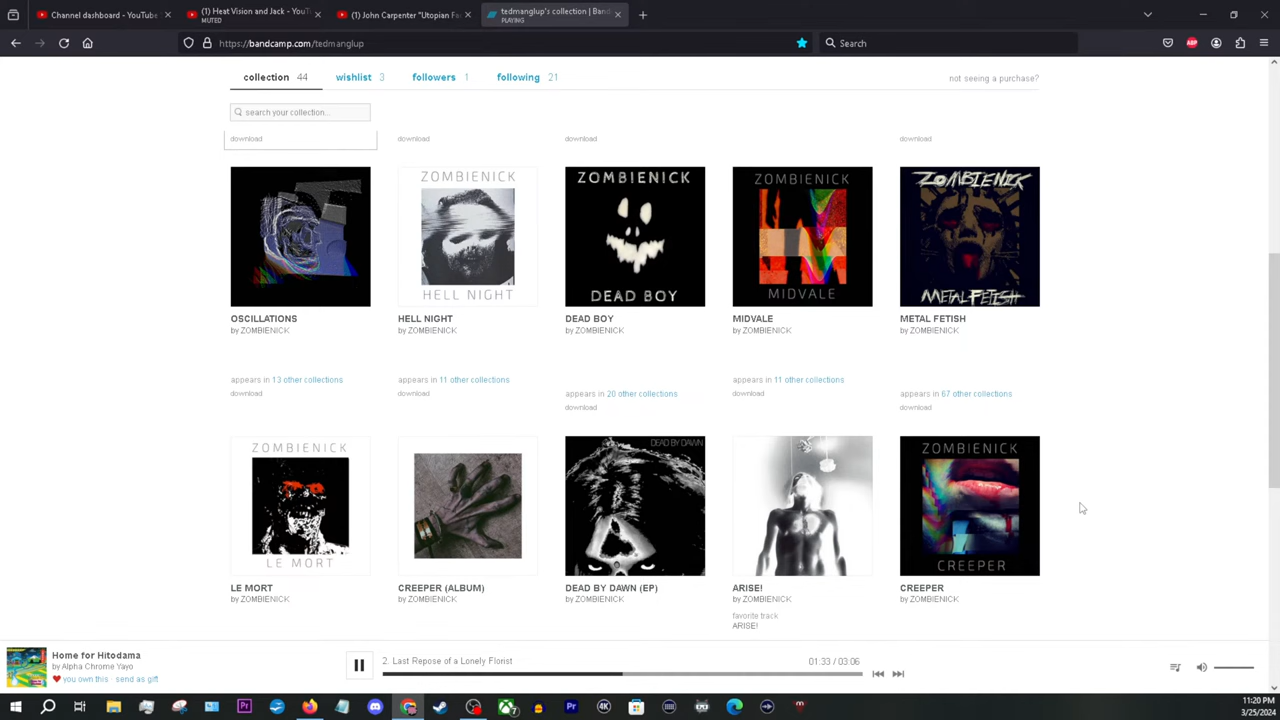 (1) Channel dashboard - YouTube
(1) Heat Vision and Jack - YouTu
MUTED
(1) John Carpenter "Utopian Fa
tedmanglup's collection | Band
PLAYING
https://bandcamp.com/tedmanglup
Search
collection 44
wishlist 3
followers 1
following 21
not seeing a purchase?
search your collection...
download
download
download
download
ZOMBIENICK
HELL NIGHT
ZOMBIENICK
DEAD BOY
ZOMBIENICK
MIDVALE
ZOMBIENICK
METAL FETISH
OSCILLATIONS
by ZOMBIENICK
HELL NIGHT
by ZOMBIENICK
DEAD BOY
by ZOMBIENICK
MIDVALE
by ZOMBIENICK
METAL FETISH
by ZOMBIENICK
appears in 13 other collections
download
appears in 11 other collections
download
appears in 20 other collections
download
appears in 11 other collections
download
appears in 67 other collections
download
ZOMBIENICK
LE MORT
DEAD BY DAWN
ZOMBIENICK
CREEPER
LE MORT
by ZOMBIENICK
CREEPER (ALBUM)
by ZOMBIENICK
DEAD BY DAWN (EP)
by ZOMBIENICK
ARISE!
by ZOMBIENICK
favorite track
ARISE!
CREEPER
by ZOMBIENICK
Home for Hitodama
by Alpha Chrome Yayo
you own this · send as gift
2. Last Repose of a Lonely Florist
01:33 / 03:06
11:20 PM
3/25/2024